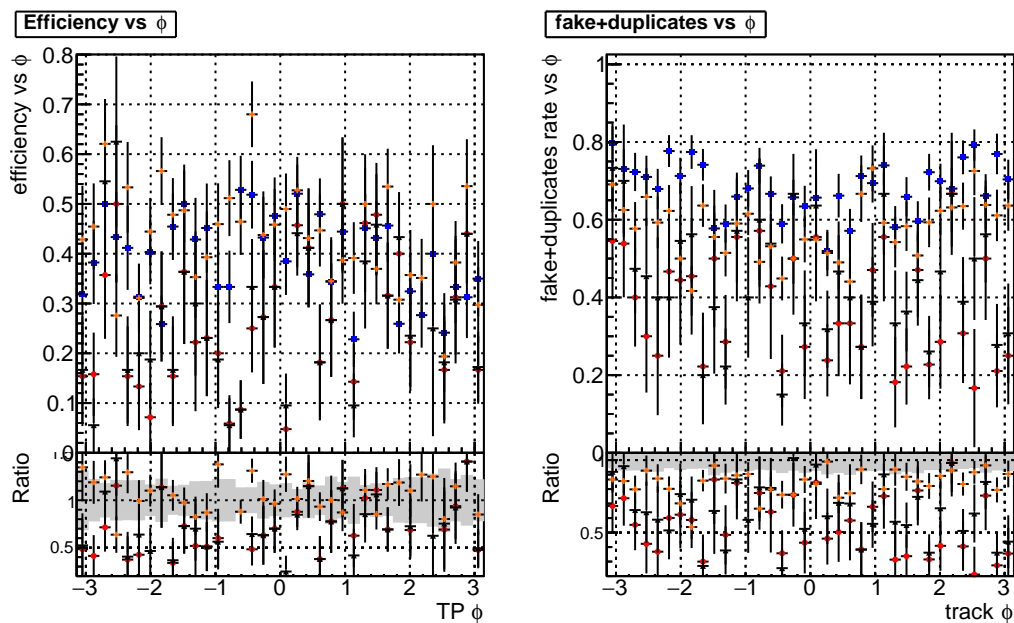 Efficiency vs ϕ
fake+duplicates vs ϕ
efficiency vs ϕ
0.8
0.7
0.6
0.5
0.4
0.3
0.2
0.1
0
Ratio
1
0.5
−3 −2 −1 0 1 2 3
TP ϕ
fake+duplicates rate vs ϕ
1
0.8
0.6
0.4
0.2
0
Ratio
0.5
−3 −2 −1 0 1 2 3
track ϕ